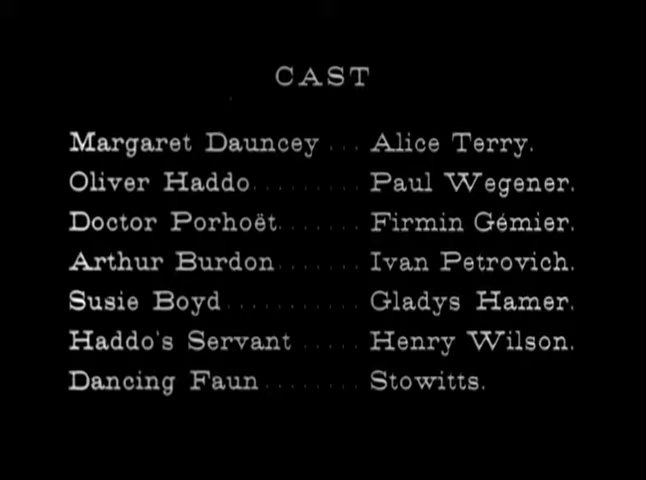 CAST
Margaret Dauncey ... Alice Terry.
Oliver Haddo......... Paul Wegener.
Doctor Porhoët....... Firmin Gémier.
Arthur Burdon ....... Ivan Petrovich.
Susie Boyd ........... Gladys Hamer.
Haddo's Servant ..... Henry Wilson.
Dancing Faun ........ Stowitts.